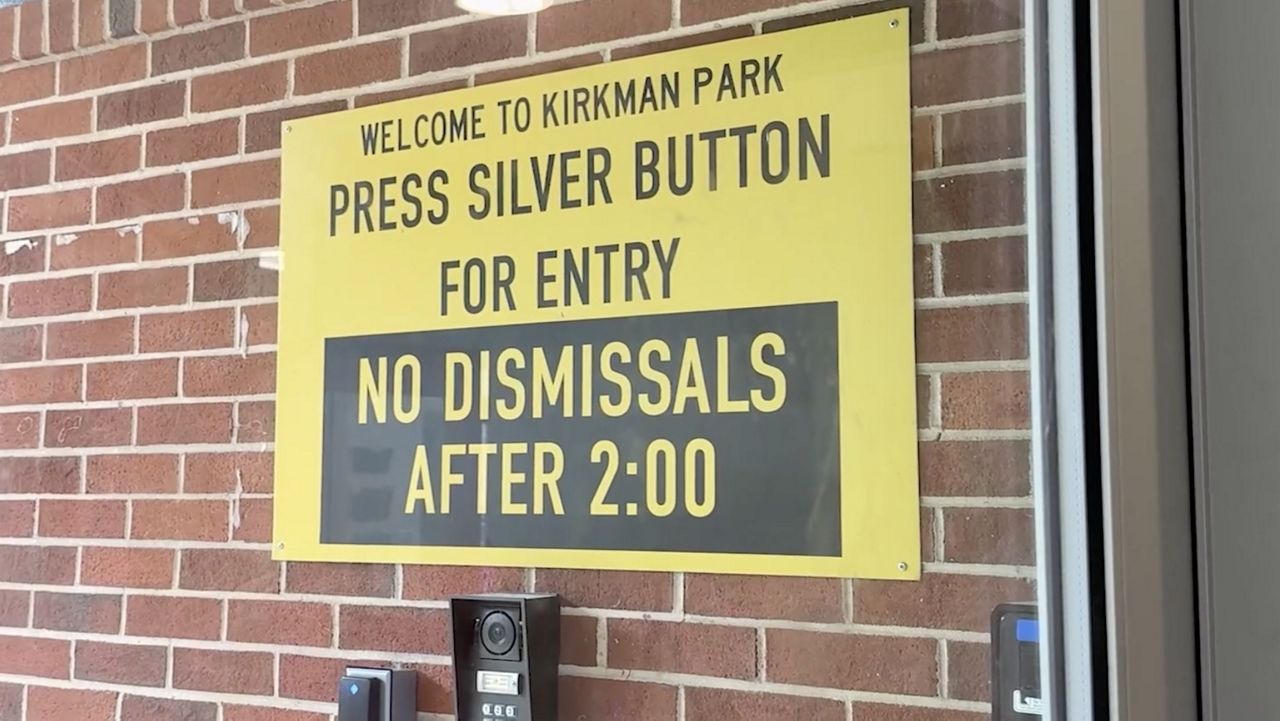 WELCOME TO KIRKMAN PARK
PRESS SILVER BUTTON
FOR ENTRY
NO DISMISSALS
AFTER 2:00